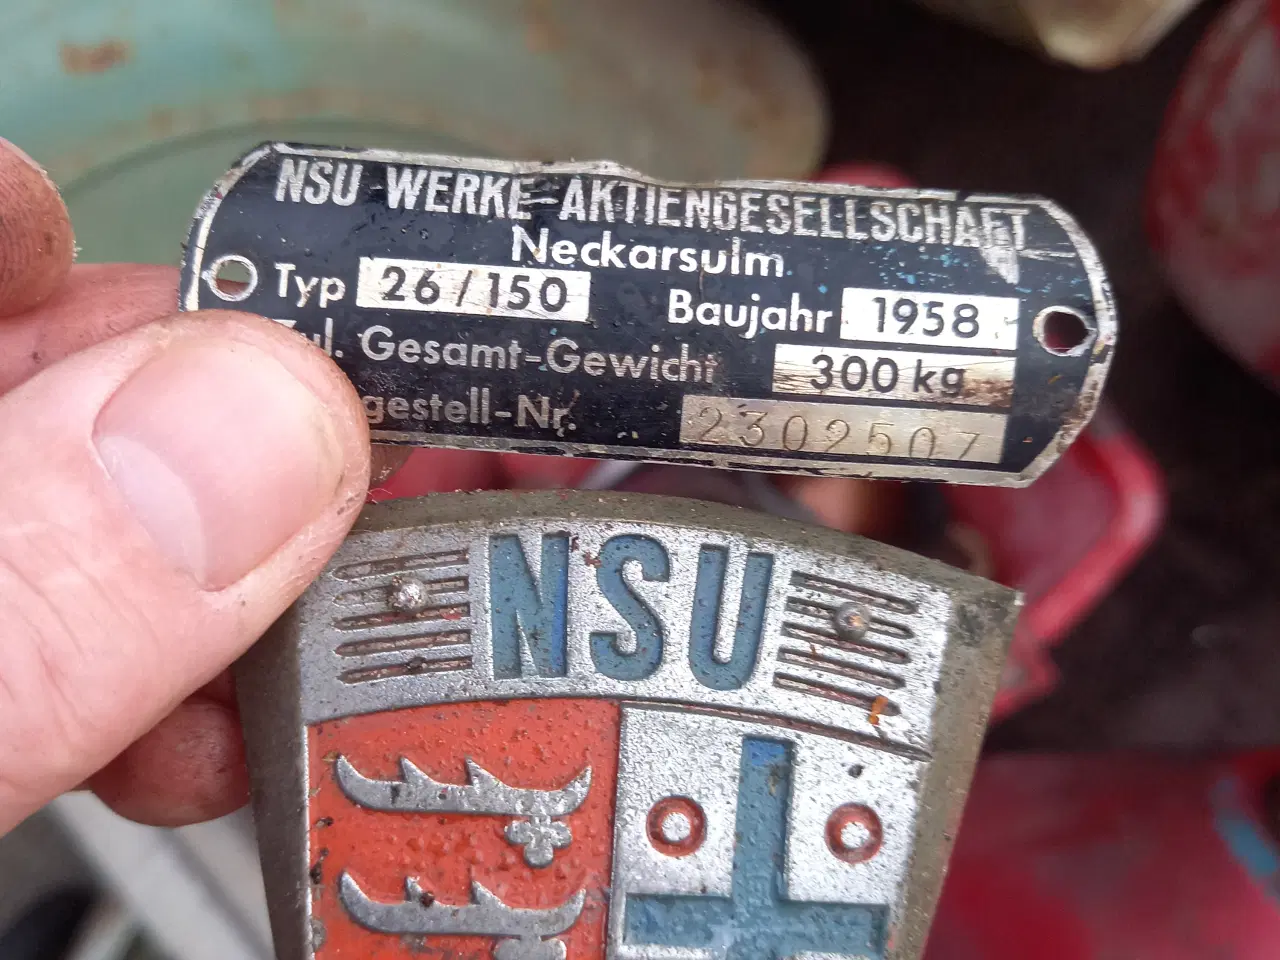 NSU-WERKE-AKTIENGESELLSCHAFT
Neckarsulm
Typ 26/150 Baujahr 1958
Gesamt-Gewicht 300 kg
gestell-Nr. 2302507
NSU